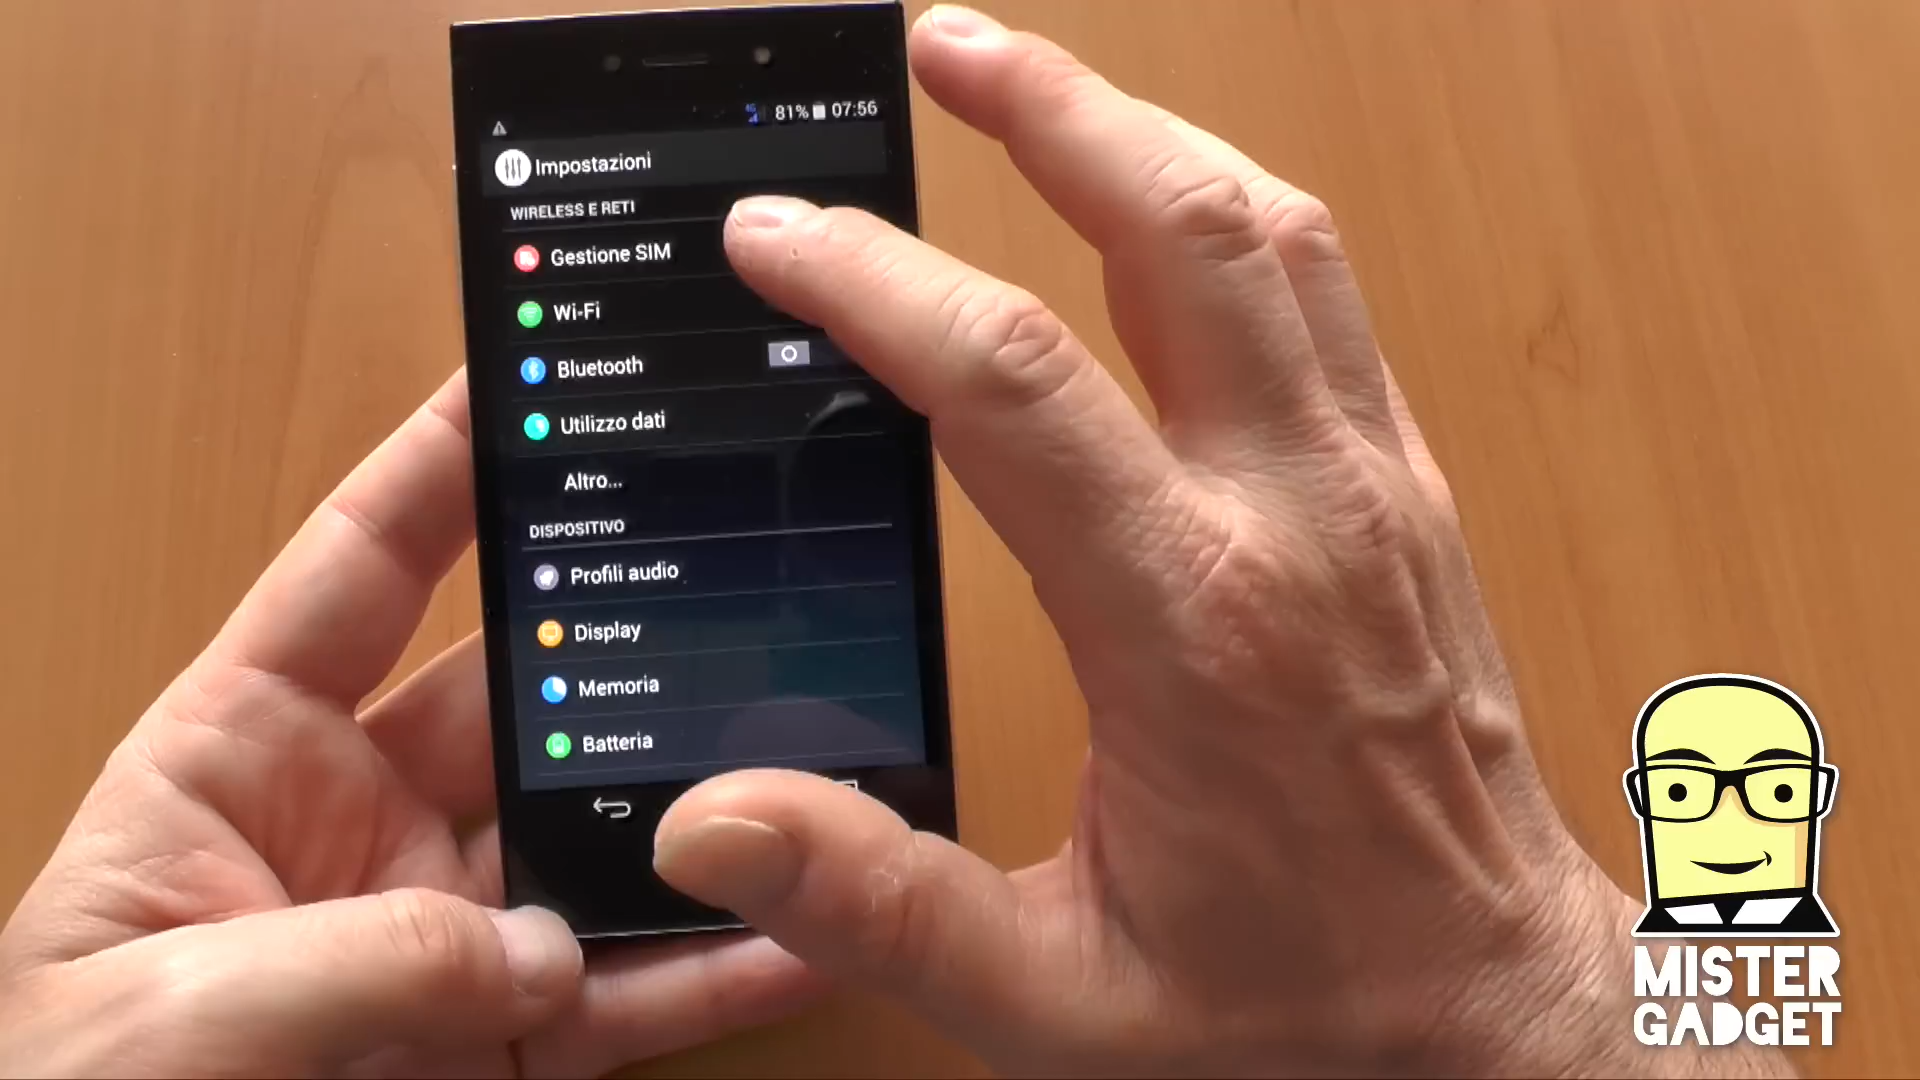 4G 81% 07:56
Impostazioni
WIRELESS E RETI
Gestione SIM
Wi-Fi
Bluetooth
Utilizzo dati
Altro...
DISPOSITIVO
Profili audio
Display
Memoria
Batteria
MISTER
GADGET